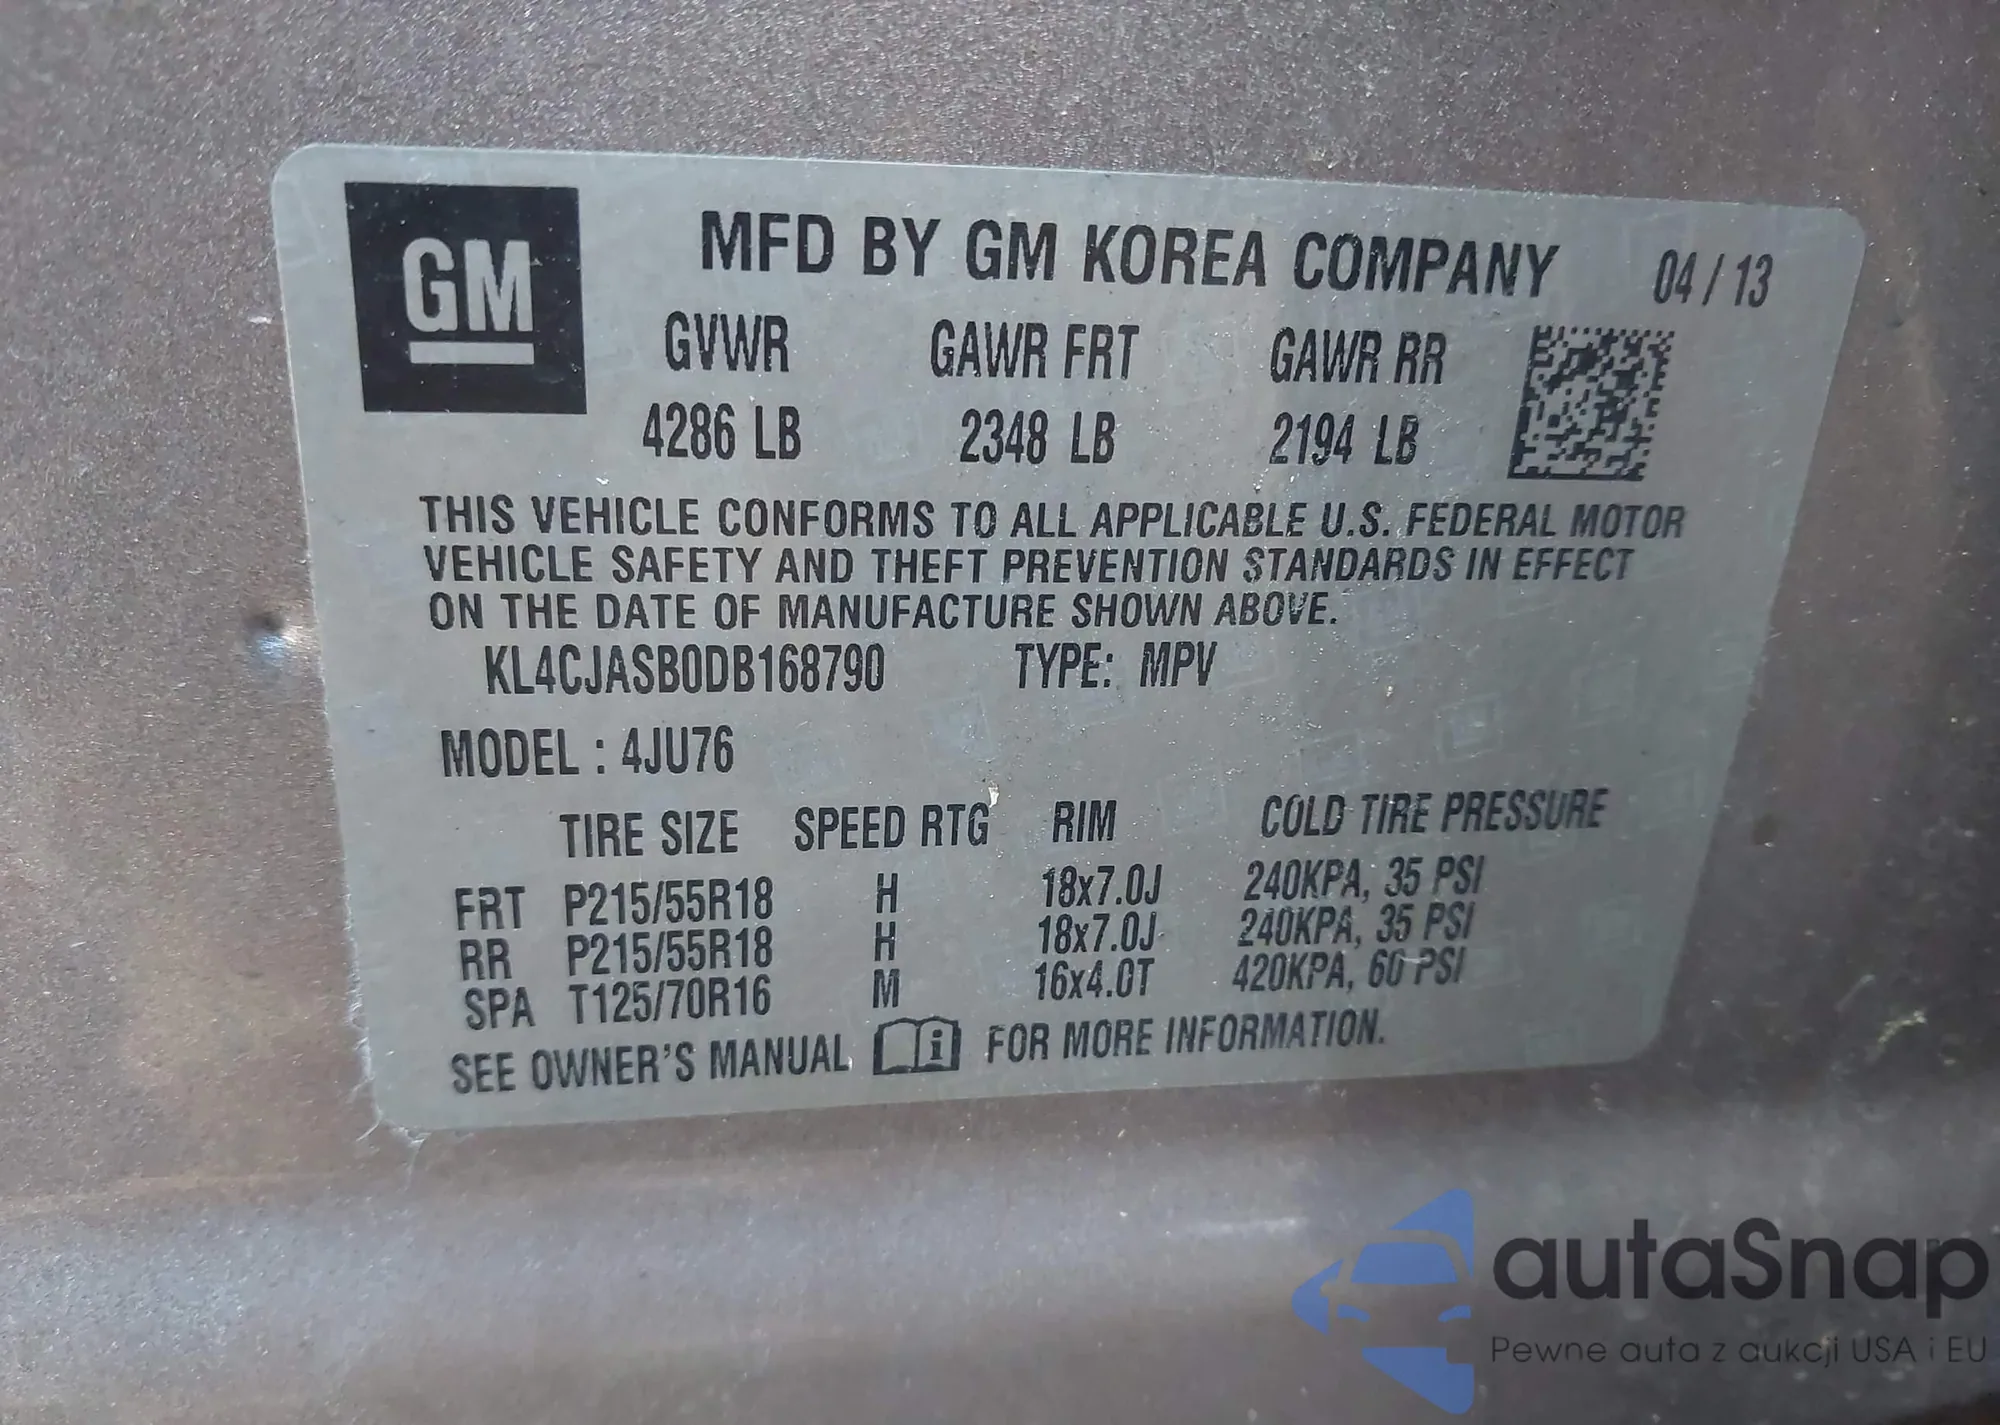 GM
MFD BY GM KOREA COMPANY 04 / 13
GVWR GAWR FRT GAWR RR
4286 LB 2348 LB 2194 LB
THIS VEHICLE CONFORMS TO ALL APPLICABLE U.S. FEDERAL MOTOR
VEHICLE SAFETY AND THEFT PREVENTION STANDARDS IN EFFECT
ON THE DATE OF MANUFACTURE SHOWN ABOVE.
KL4CJASB0DB168790 TYPE: MPV
MODEL : 4JU76
TIRE SIZE SPEED RTG RIM COLD TIRE PRESSURE
FRT P215/55R18 H 18x7.0J 240KPA, 35 PSI
RR P215/55R18 H 18x7.0J 240KPA, 35 PSI
SPA T125/70R16 M 16x4.0T 420KPA, 60 PSI
SEE OWNER'S MANUAL i FOR MORE INFORMATION.
autaSnap
Pewne auta z aukcji USA i EU